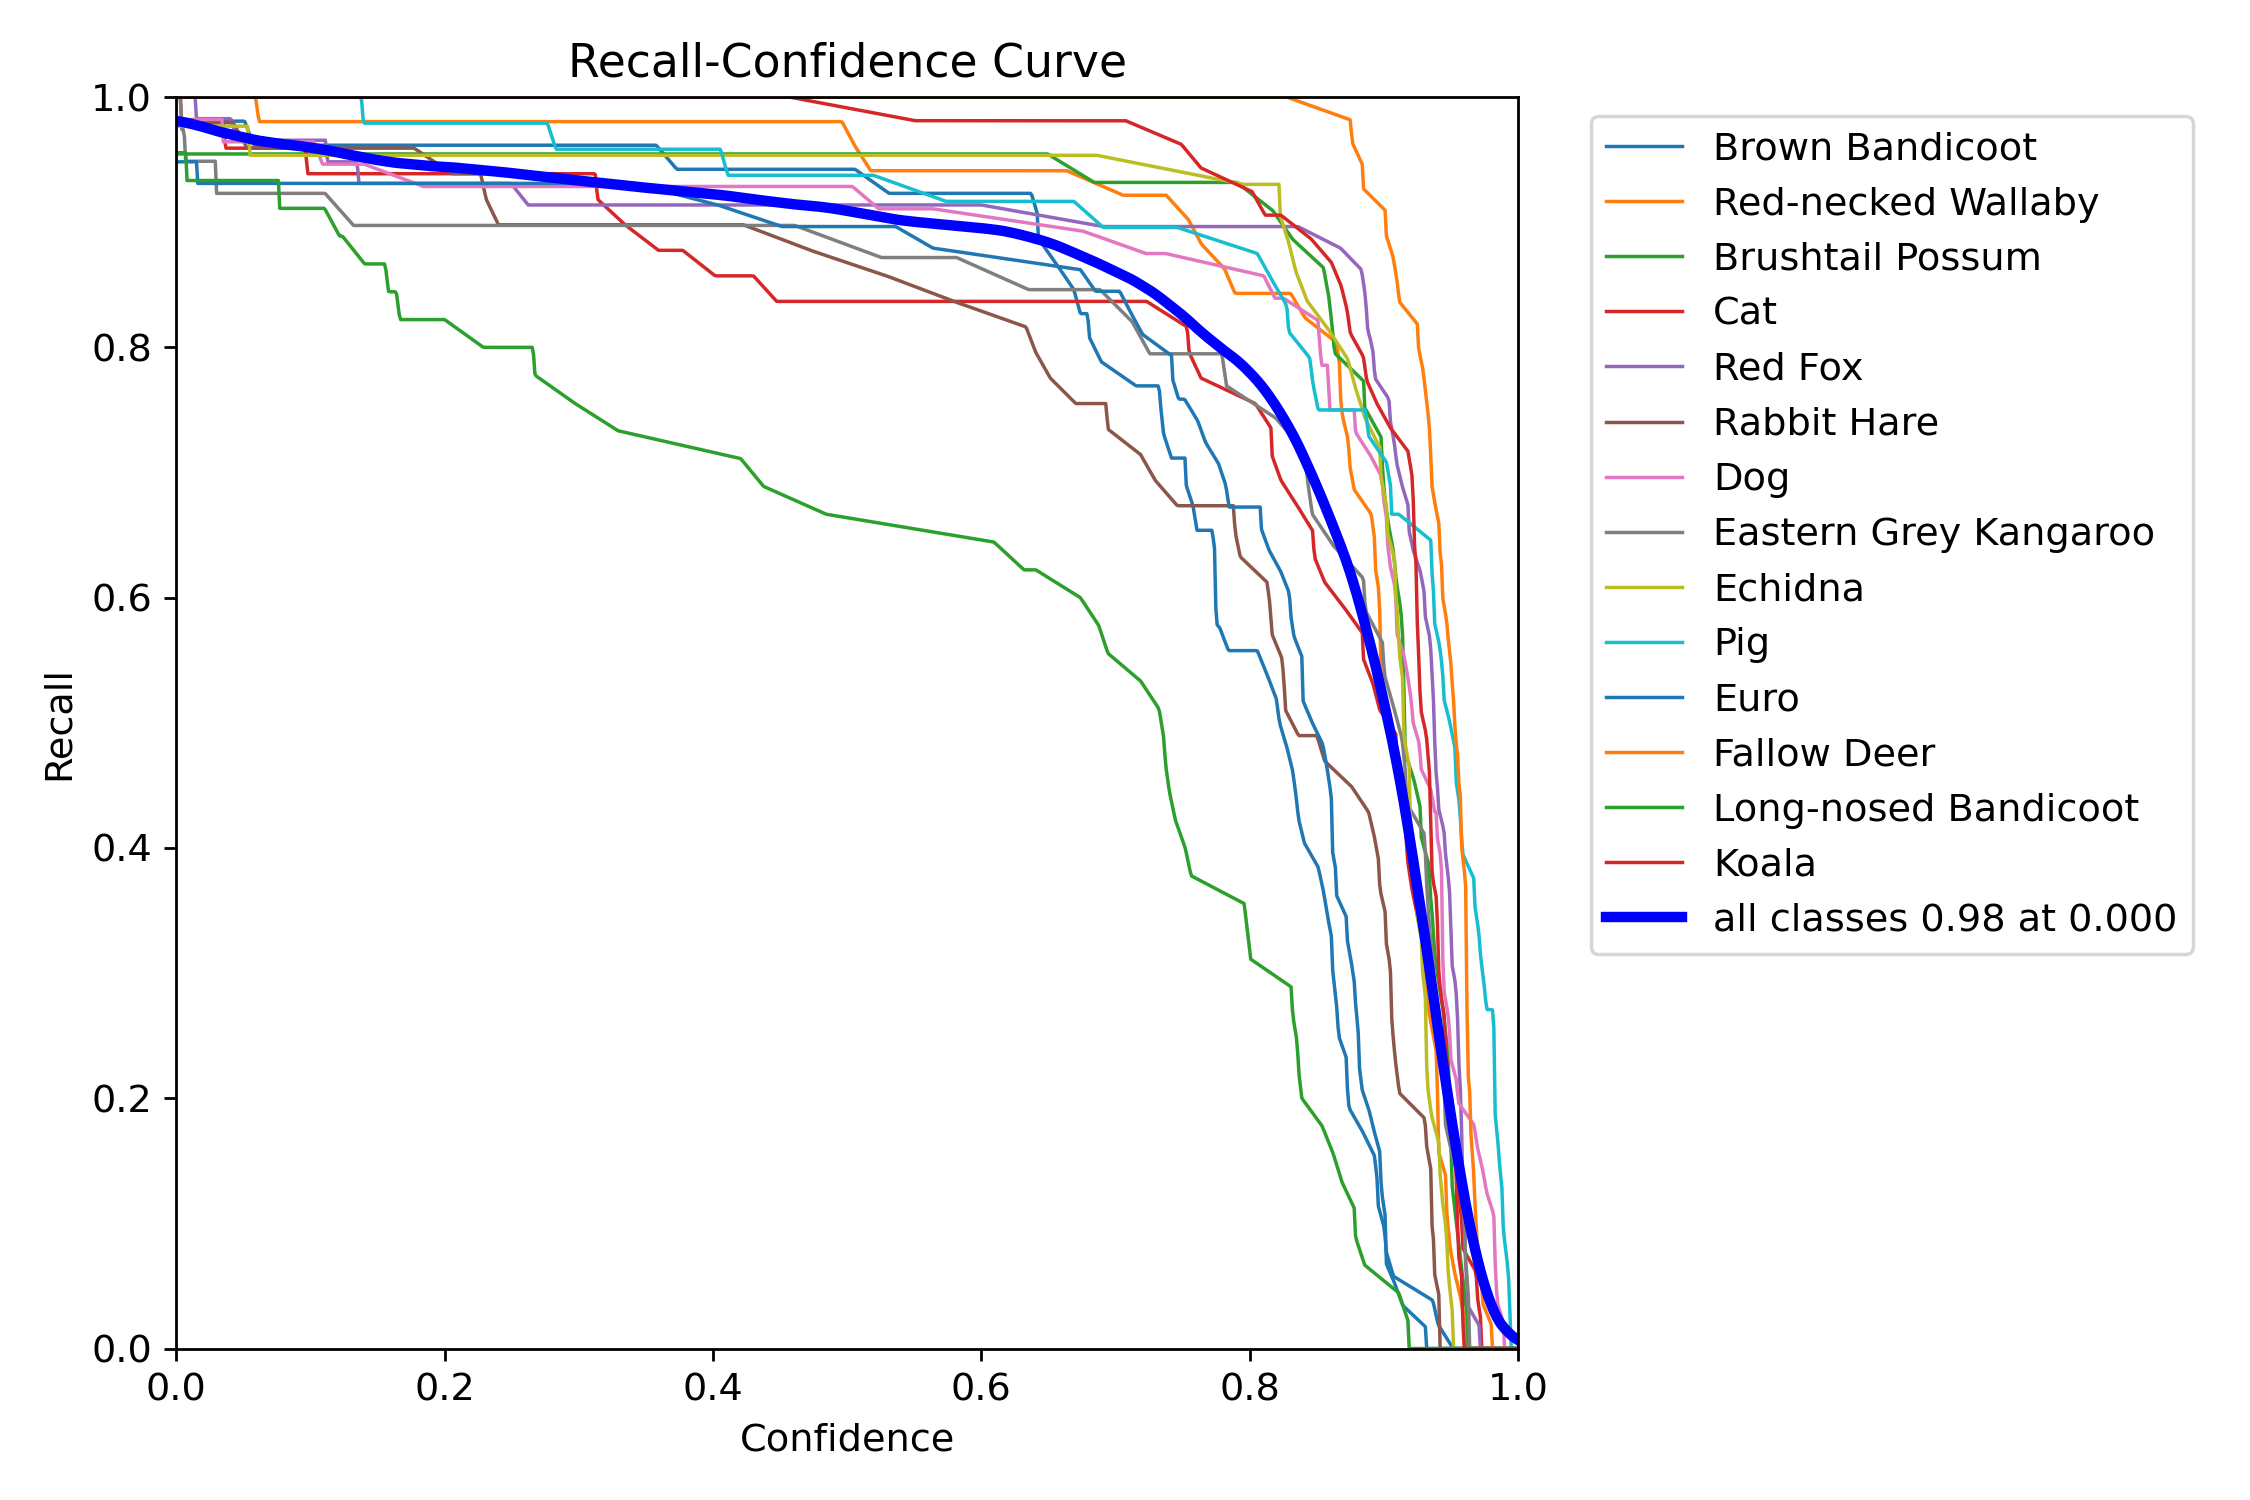 Recall-Confidence Curve
1.0
0.8
0.6
0.4
0.2
0.0
Recall
0.0 0.2 0.4 0.6 0.8 1.0
Confidence
Brown Bandicoot
Red-necked Wallaby
Brushtail Possum
Cat
Red Fox
Rabbit Hare
Dog
Eastern Grey Kangaroo
Echidna
Pig
Euro
Fallow Deer
Long-nosed Bandicoot
Koala
all classes 0.98 at 0.000